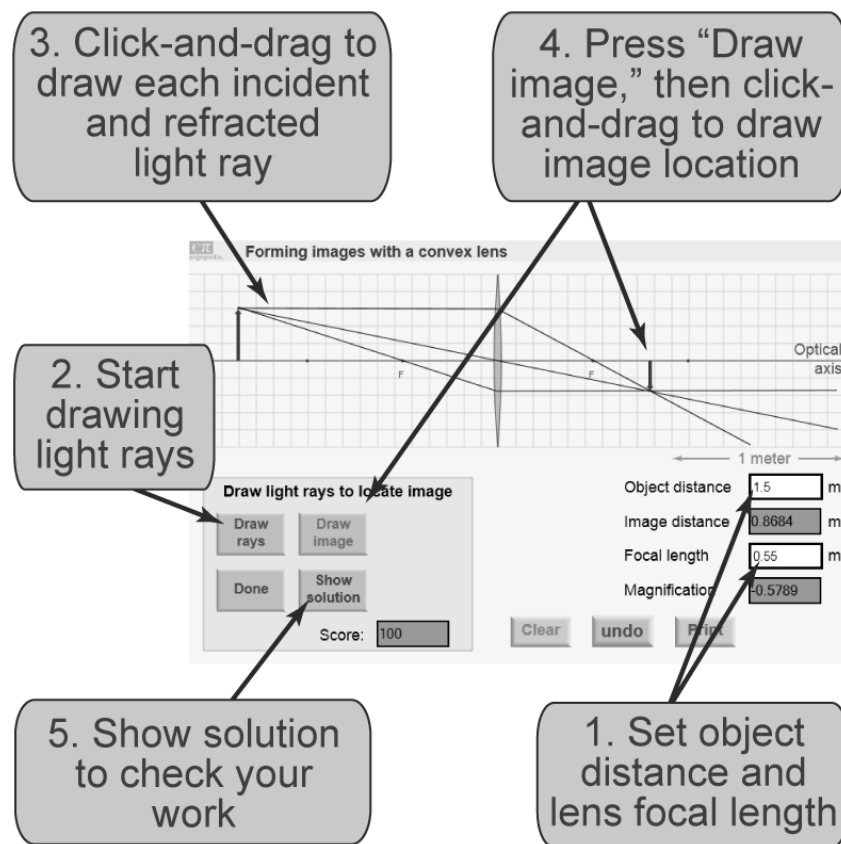 3. Click-and-drag to
draw each incident
and refracted
light ray
4. Press “Draw
image,” then click-
and-drag to draw
image location
Forming images with a convex lens
F
F
Optical
axis
1 meter
2. Start
drawing
light rays
Draw light rays to locate image
Draw
rays
Draw
image
Done
Show
solution
Score: 100
Object distance 1.5 m
Image distance 0.8684 m
Focal length 0.55 m
Magnification -0.5789
Clear
undo
Print
5. Show solution
to check your
work
1. Set object
distance and
lens focal length